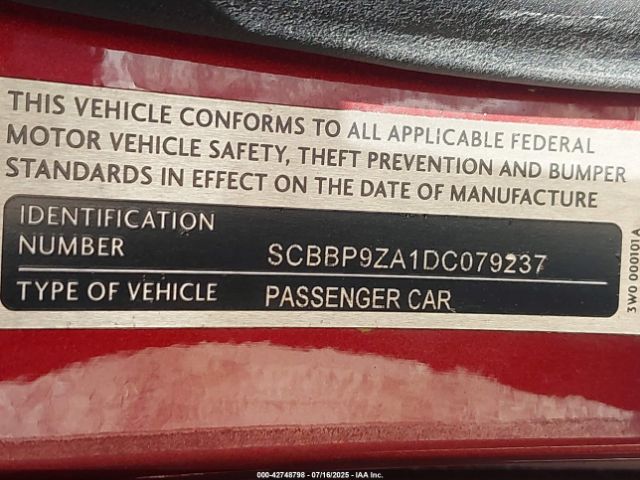 THIS VEHICLE CONFORMS TO ALL APPLICABLE FEDERAL
MOTOR VEHICLE SAFETY, THEFT PREVENTION AND BUMPER
STANDARDS IN EFFECT ON THE DATE OF MANUFACTURE
IDENTIFICATION
NUMBER SCBBP9ZA1DC079237
TYPE OF VEHICLE PASSENGER CAR
3W0 000101A
000-42748798 - 07/16/2025 - IAA Inc.